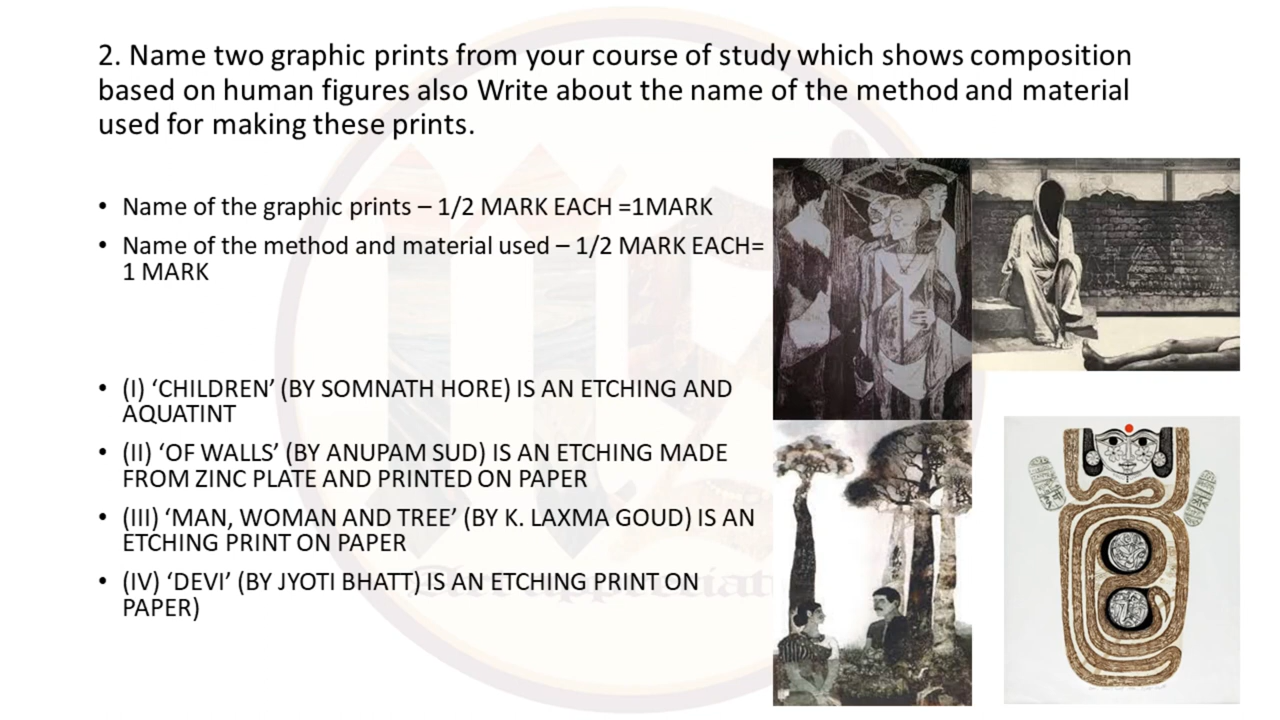 2. Name two graphic prints from your course of study which shows composition
based on human figures also Write about the name of the method and material
used for making these prints.
• Name of the graphic prints – 1/2 MARK EACH =1MARK
• Name of the method and material used – 1/2 MARK EACH=
1 MARK
• (I) ‘CHILDREN’ (BY SOMNATH HORE) IS AN ETCHING AND
AQUATINT
• (II) ‘OF WALLS’ (BY ANUPAM SUD) IS AN ETCHING MADE
FROM ZINC PLATE AND PRINTED ON PAPER
• (III) ‘MAN, WOMAN AND TREE’ (BY K. LAXMA GOUD) IS AN
ETCHING PRINT ON PAPER
• (IV) ‘DEVI’ (BY JYOTI BHATT) IS AN ETCHING PRINT ON
PAPER)